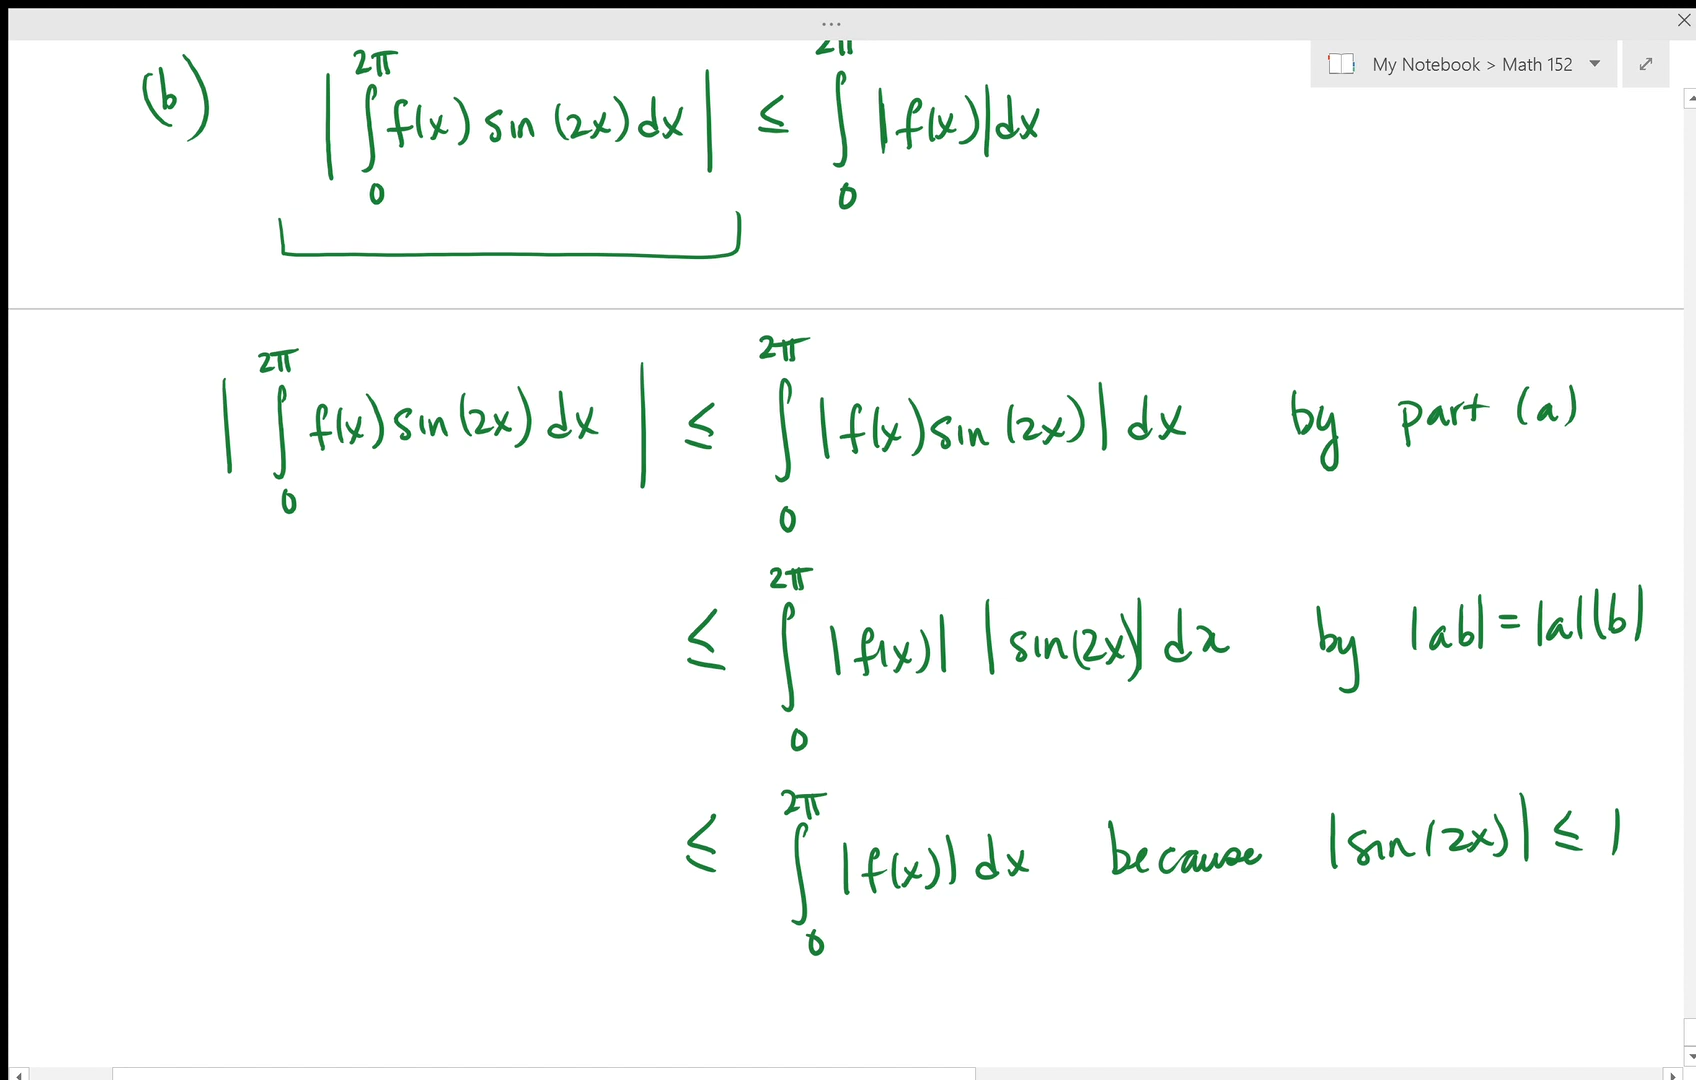 ...
My Notebook > Math 152
(b) | ∫₀^{2π} f(x) sin (2x) dx | ≤ ∫₀^{2π} |f(x)| dx
| ∫₀^{2π} f(x) sin (2x) dx | ≤ ∫₀^{2π} |f(x) sin (2x)| dx by part (a)
≤ ∫₀^{2π} |f(x)| |sin(2x)| dx by |ab| = |a||b|
≤ ∫₀^{2π} |f(x)| dx because |sin(2x)| ≤ 1